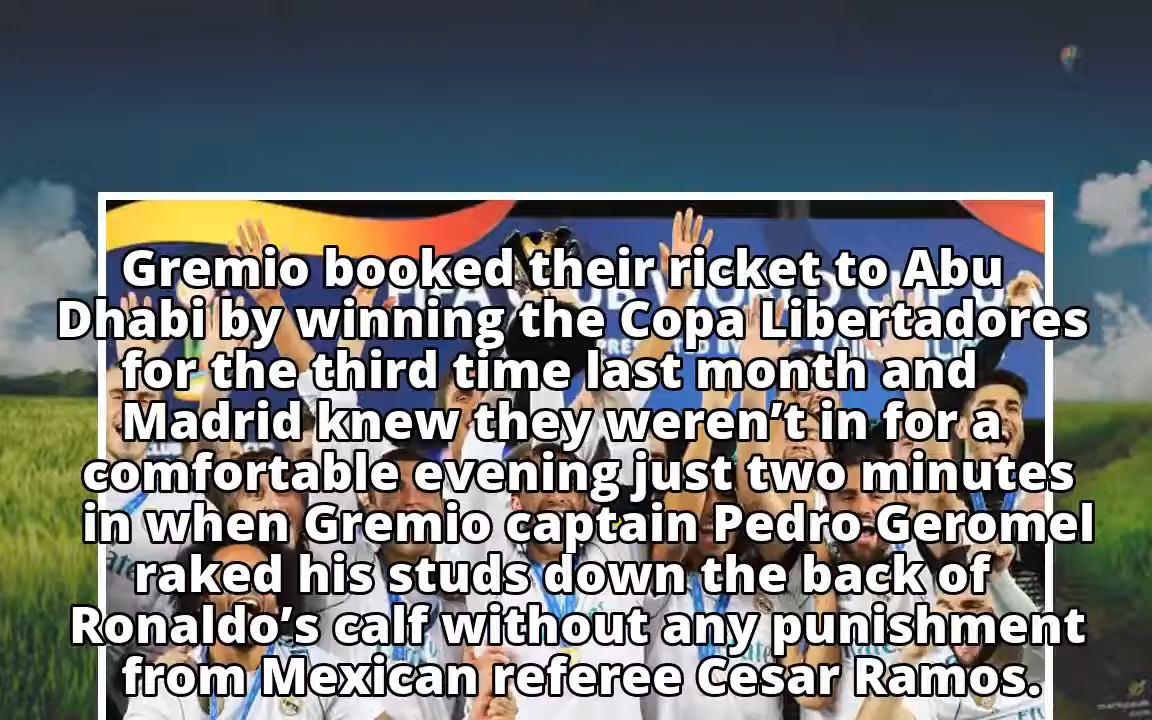 Gremio booked their ricket to Abu
Dhabi by winning the Copa Libertadores
for the third time last month and
Madrid knew they weren’t in for a
comfortable evening just two minutes
in when Gremio captain Pedro Geromel
raked his studs down the back of
Ronaldo’s calf without any punishment
from Mexican referee Cesar Ramos.